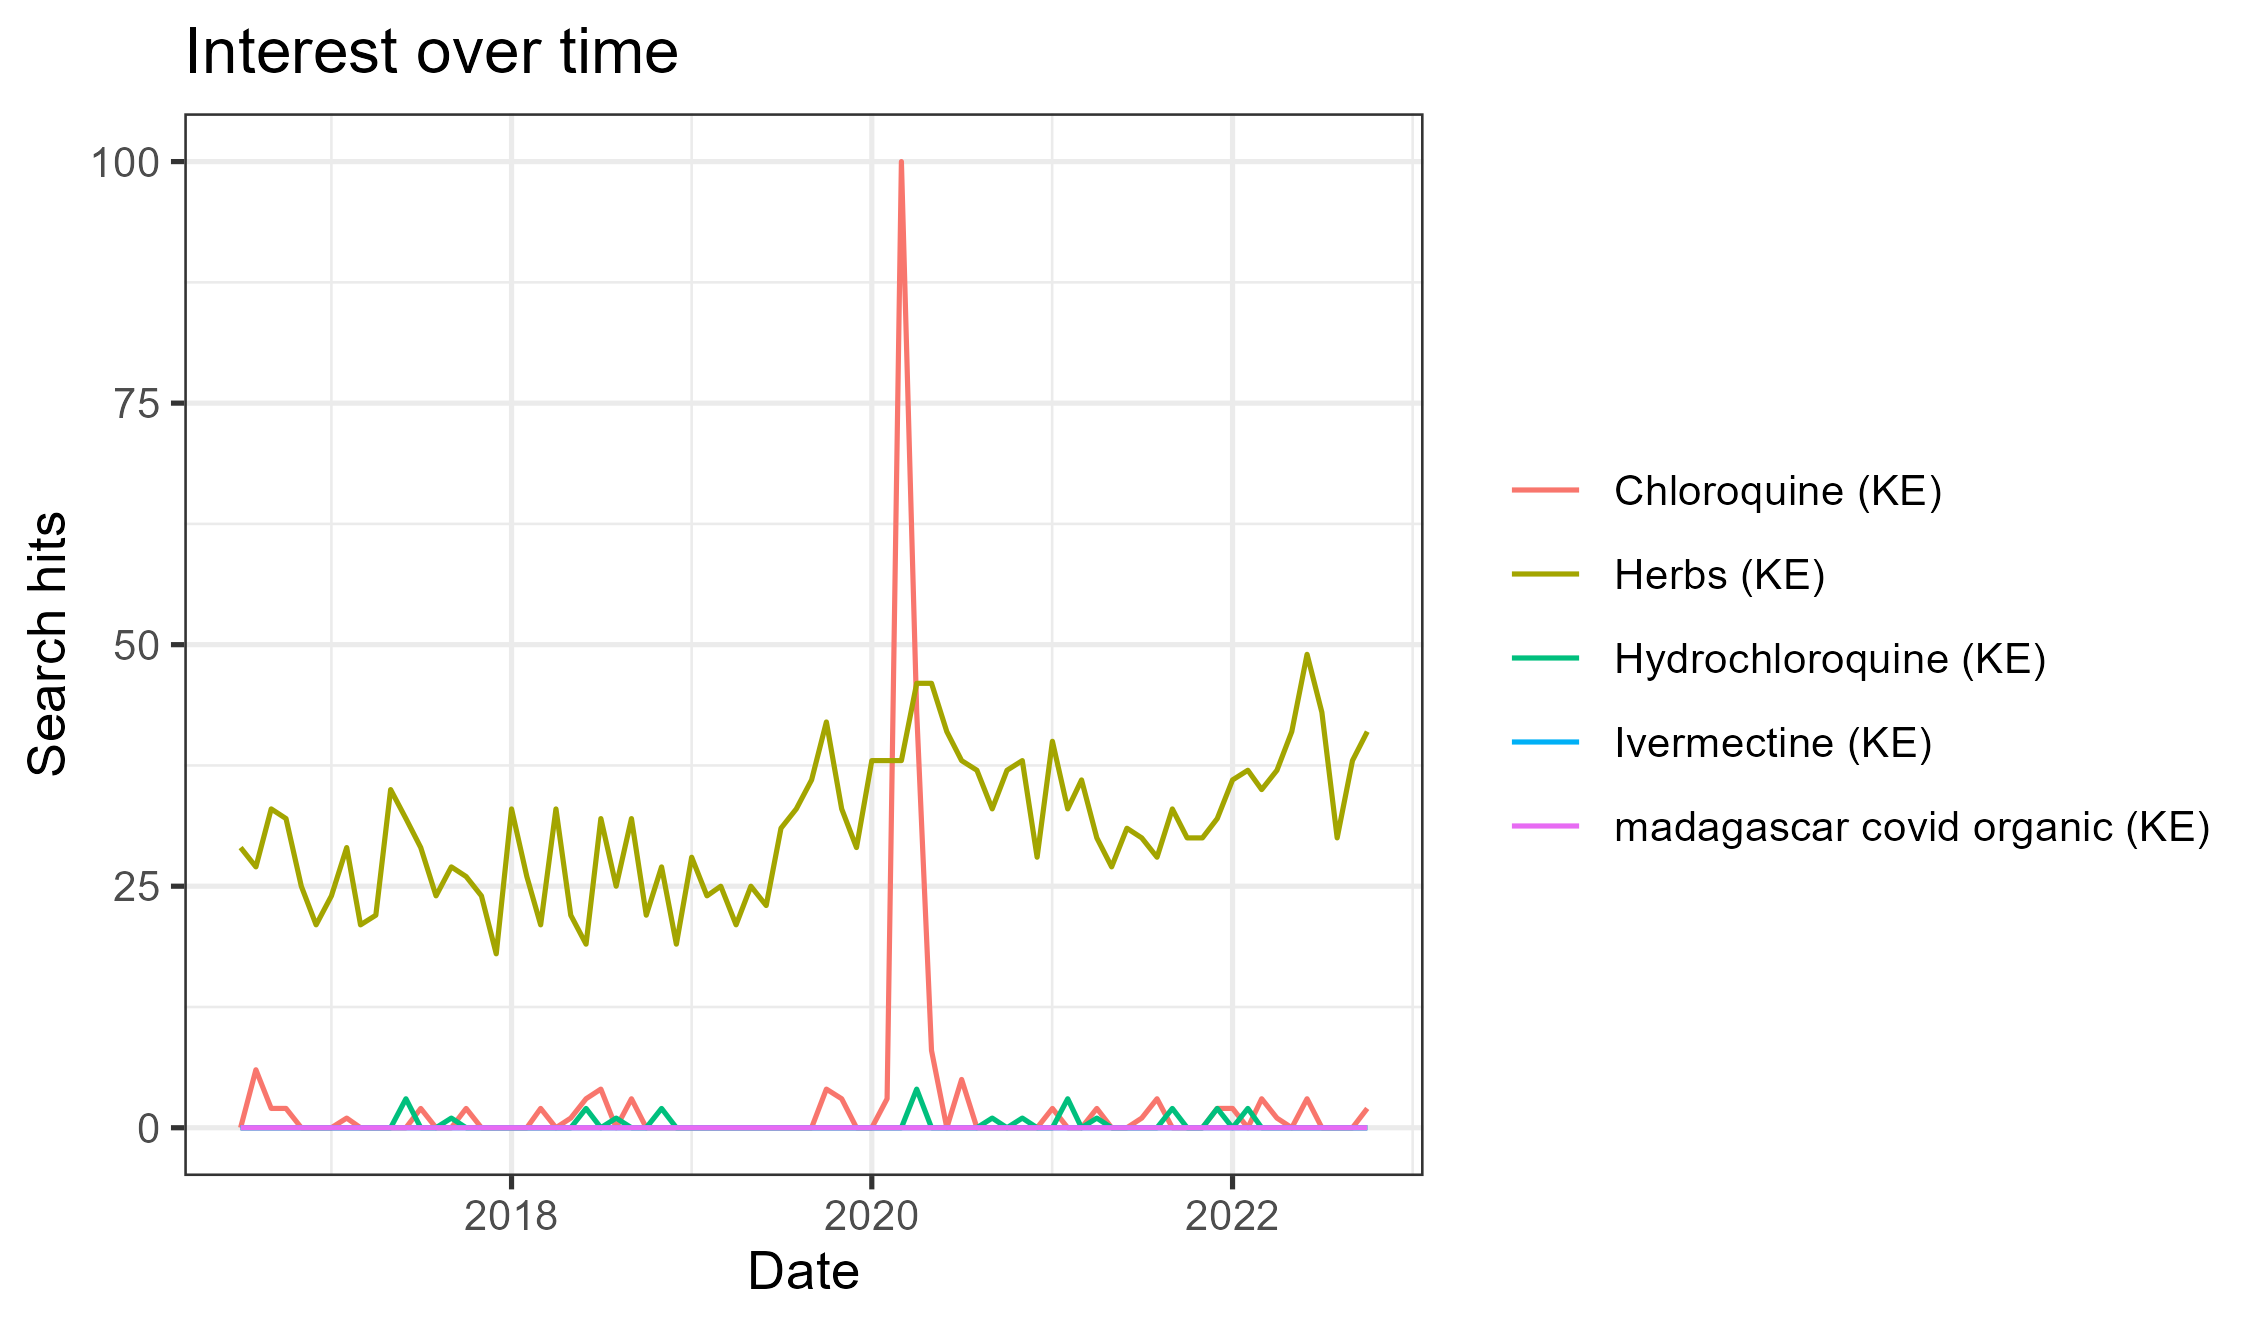 Interest over time
Search hits
100
75
50
25
0
2018
2020
2022
Date
Chloroquine (KE)
Herbs (KE)
Hydrochloroquine (KE)
Ivermectine (KE)
madagascar covid organic (KE)